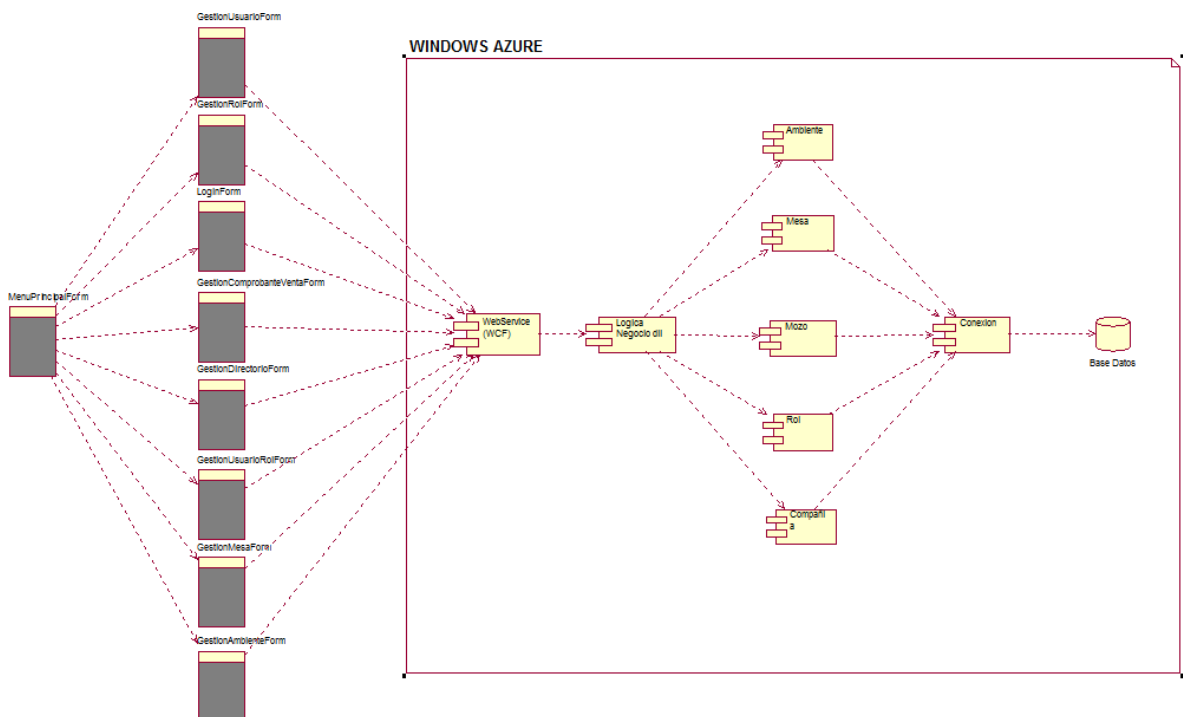 GestionUsuarioForm
WINDOWS AZURE
GestionRolForm
LoginForm
GestionComprobanteVentaForm
MenuPrincipalForm
GestionDirectorioForm
GestionUsuarioRolForm
GestionMesaForm
GestionAmbienteForm
WebService
(WCF)
Logica
Negocio dll
Ambiente
Mesa
Mozo
Rol
Compañi
a
Conexion
Base Datos